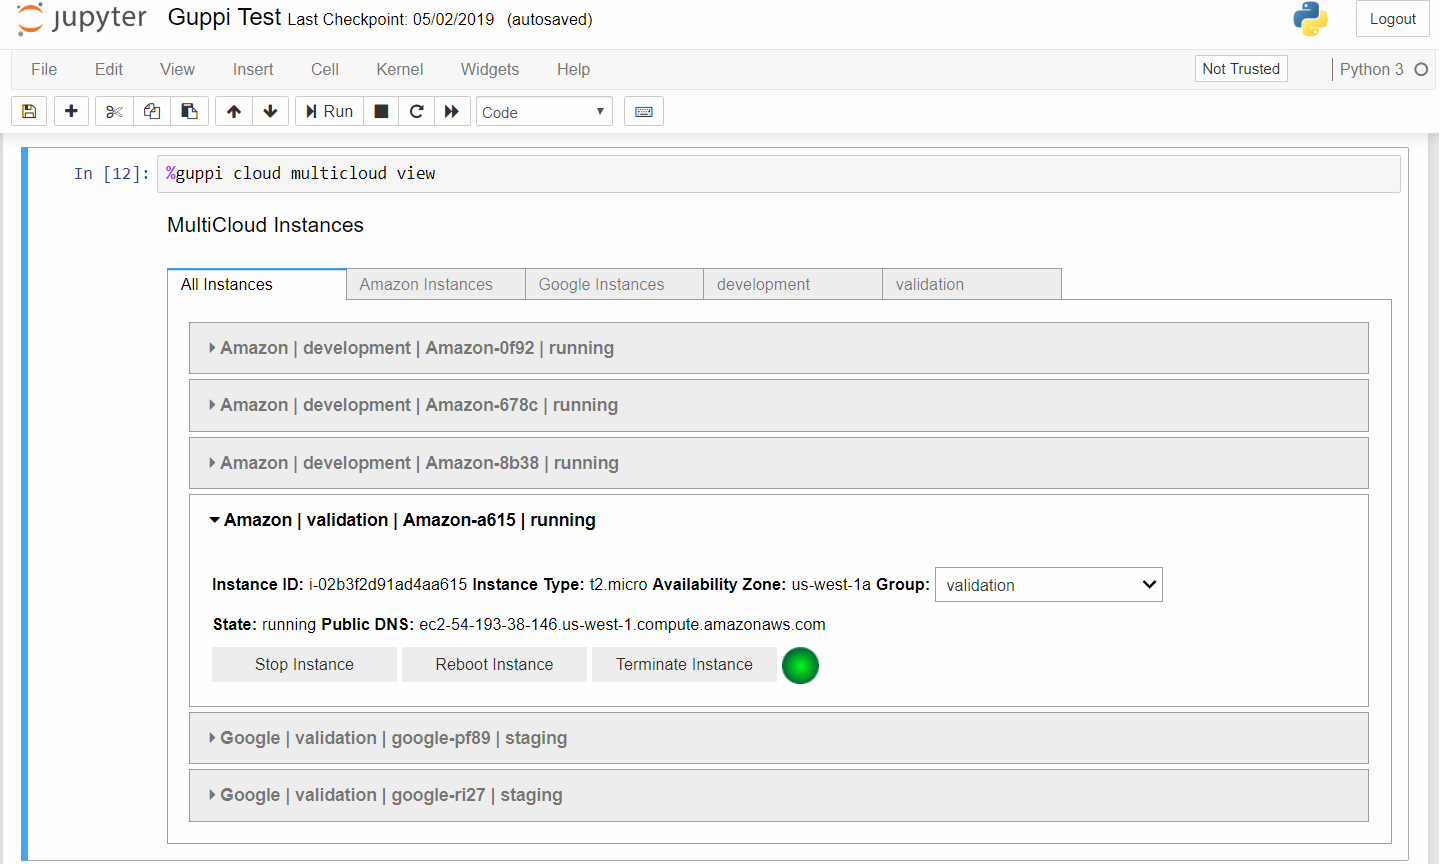 jupyter Guppi Test Last Checkpoint: 05/02/2019 (autosaved) Logout
File Edit View Insert Cell Kernel Widgets Help Not Trusted Python 3
Run Code
In [12]: %guppi cloud multicloud view
MultiCloud Instances
All Instances Amazon Instances Google Instances development validation
Amazon | development | Amazon-0f92 | running
Amazon | development | Amazon-678c | running
Amazon | development | Amazon-8b38 | running
Amazon | validation | Amazon-a615 | running
Instance ID: i-02b3f2d91ad4aa615 Instance Type: t2.micro Availability Zone: us-west-1a Group: validation
State: running Public DNS: ec2-54-193-38-146.us-west-1.compute.amazonaws.com
Stop Instance Reboot Instance Terminate Instance
Google | validation | google-pf89 | staging
Google | validation | google-ri27 | staging